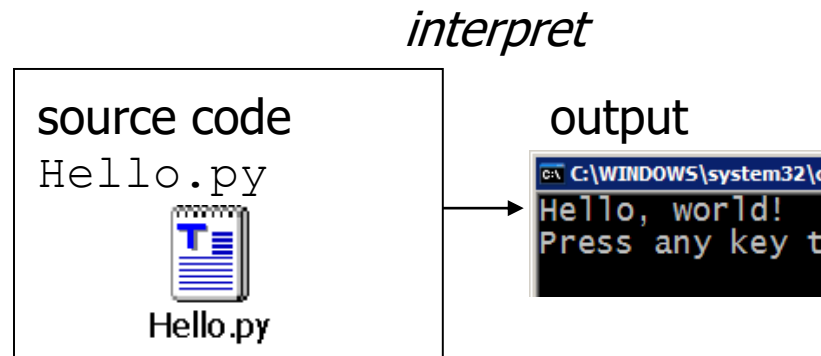 interpret
source code
Hello.py
Hello.py
output
C:\WINDOWS\system32\c
Hello, world!
Press any key t